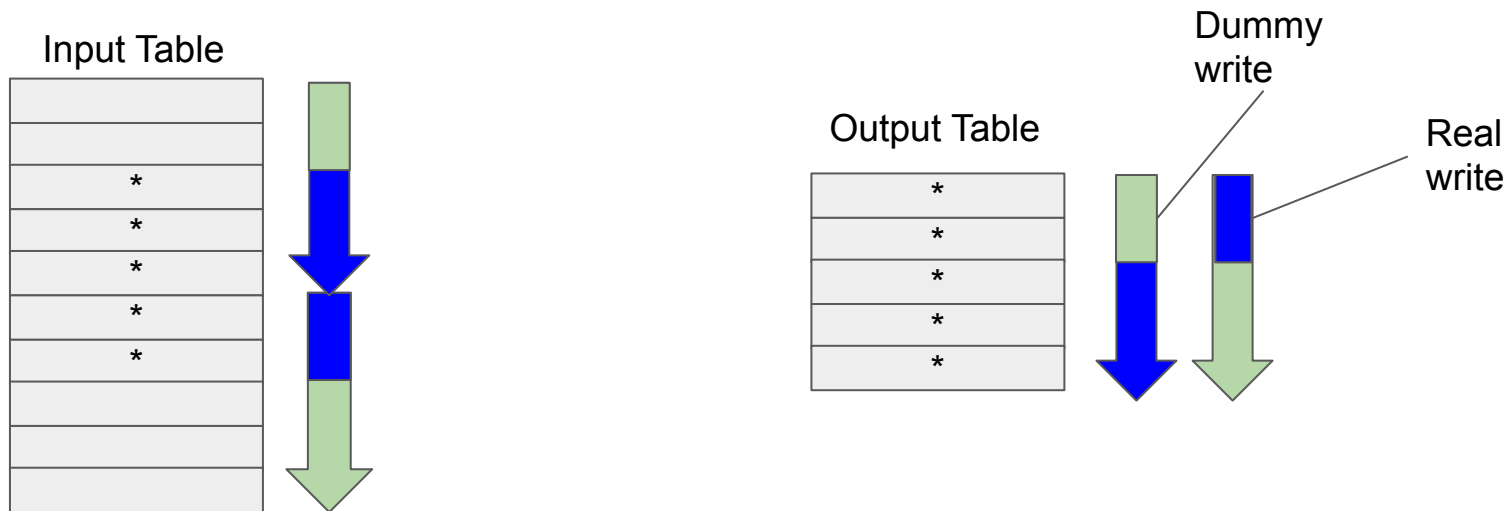 Dummy
write
Input Table
Output Table
Real
write
*
*
*
*
*
*
*
*
*
*